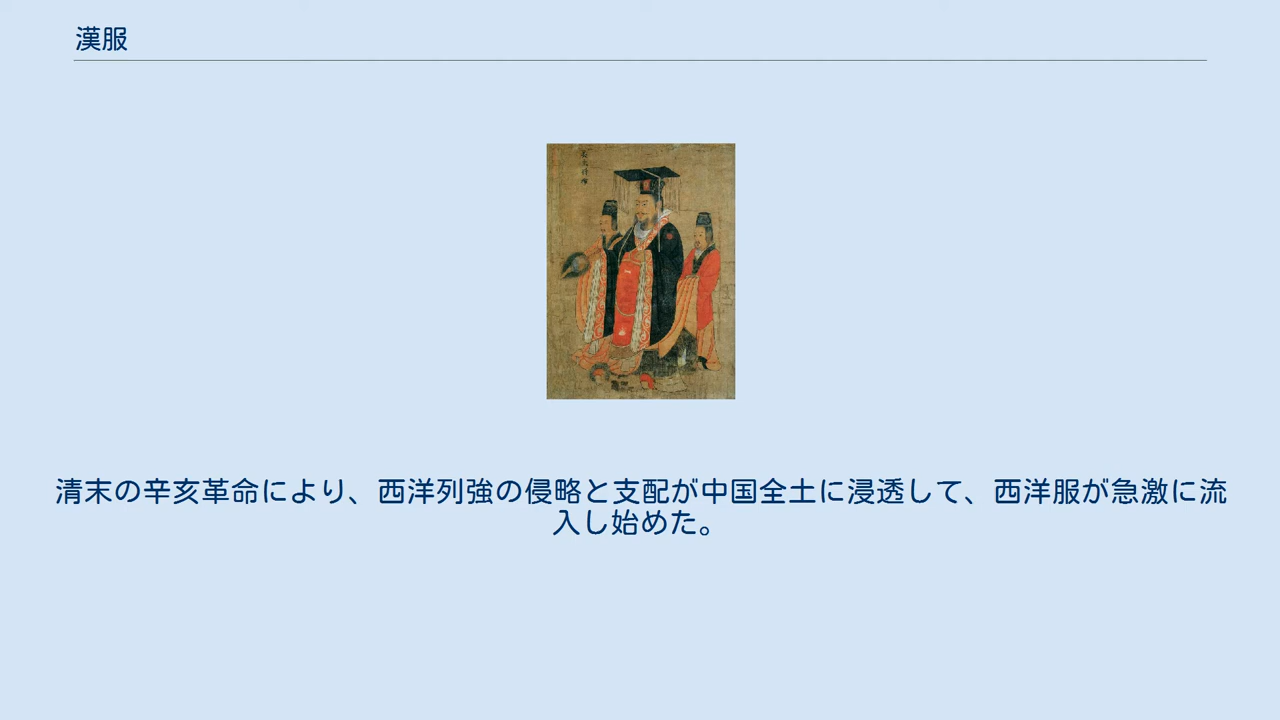 漢服
清末の辛亥革命により、西洋列強の侵略と支配が中国全土に浸透して、西洋服が急激に流
入し始めた。